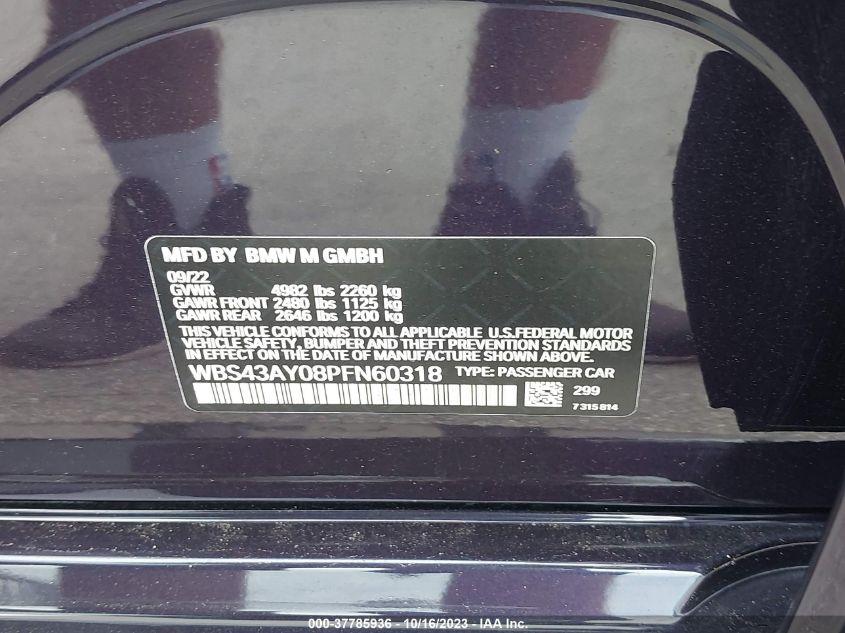 MFD BY BMW M GMBH
09/22
GVWR 4982 lbs 2260 kg
GAWR FRONT 2480 lbs 1125 kg
GAWR REAR 2646 lbs 1200 kg
THIS VEHICLE CONFORMS TO ALL APPLICABLE U.S.FEDERAL MOTOR
VEHICLE SAFETY, BUMPER AND THEFT PREVENTION STANDARDS
IN EFFECT ON THE DATE OF MANUFACTURE SHOWN ABOVE.
WBS43AY08PFN60318 TYPE: PASSENGER CAR
299
7315814
000-37785936 - 10/16/2023 - IAA Inc.